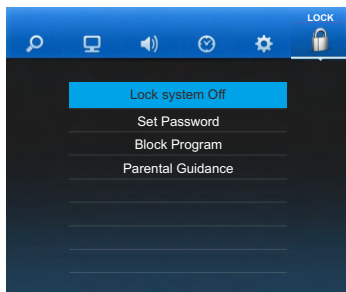 LOCK
Lock system Off
Set Password
Block Program
Parental Guidance